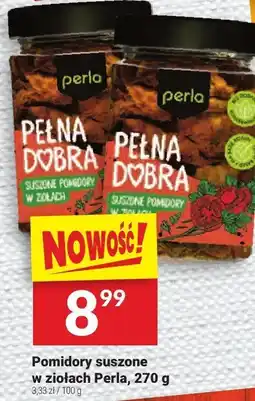 perla
PEŁNA
DOBRA
SUSZONE POMIDORY
W ZIOŁACH
perla
PEŁNA
DOBRA
SUSZONE POMIDORY
W ZIOŁACH
NOWOŚĆ!
8 99
Pomidory suszone
w ziołach Perla, 270 g
3,33 zł / 100 g